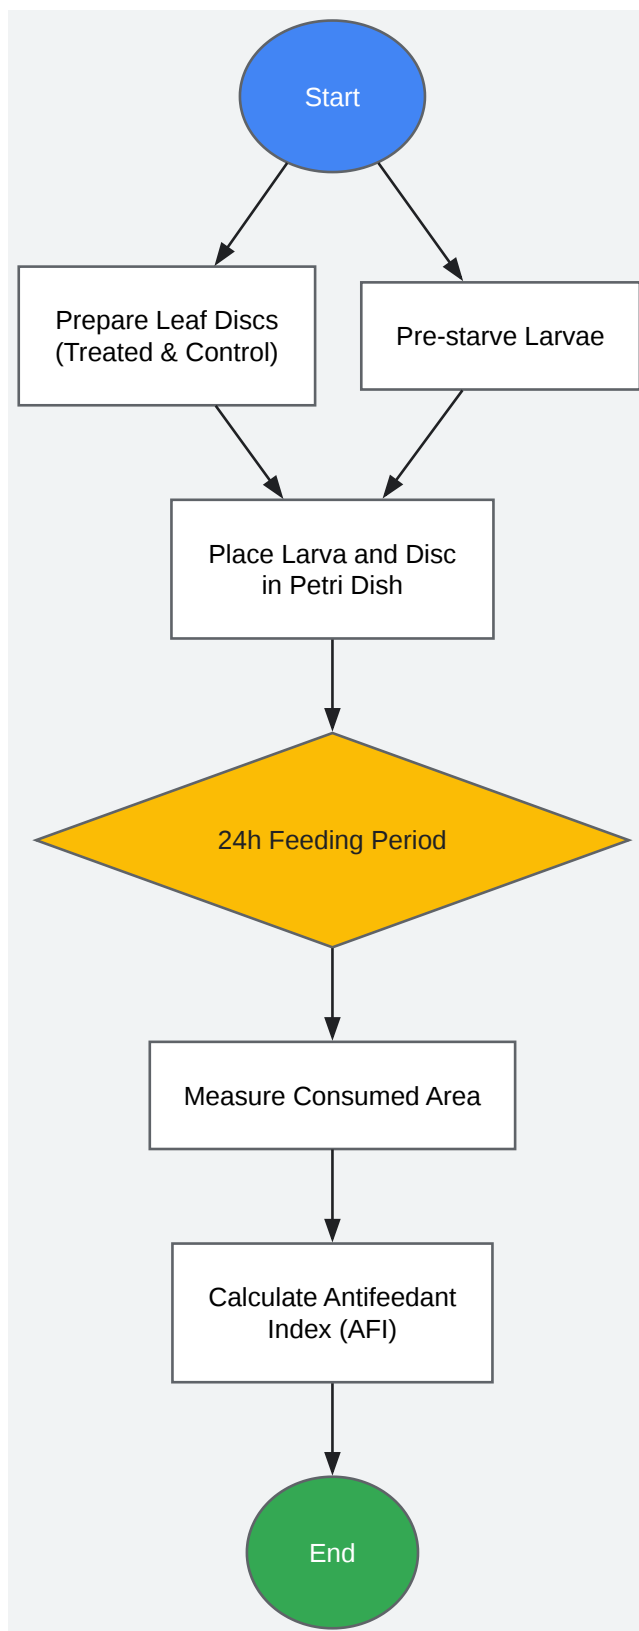 Start
Prepare Leaf Discs
(Treated & Control)
Pre-starve Larvae
Place Larva and Disc
in Petri Dish
24h Feeding Period
Measure Consumed Area
Calculate Antifeedant
Index (AFI)
End